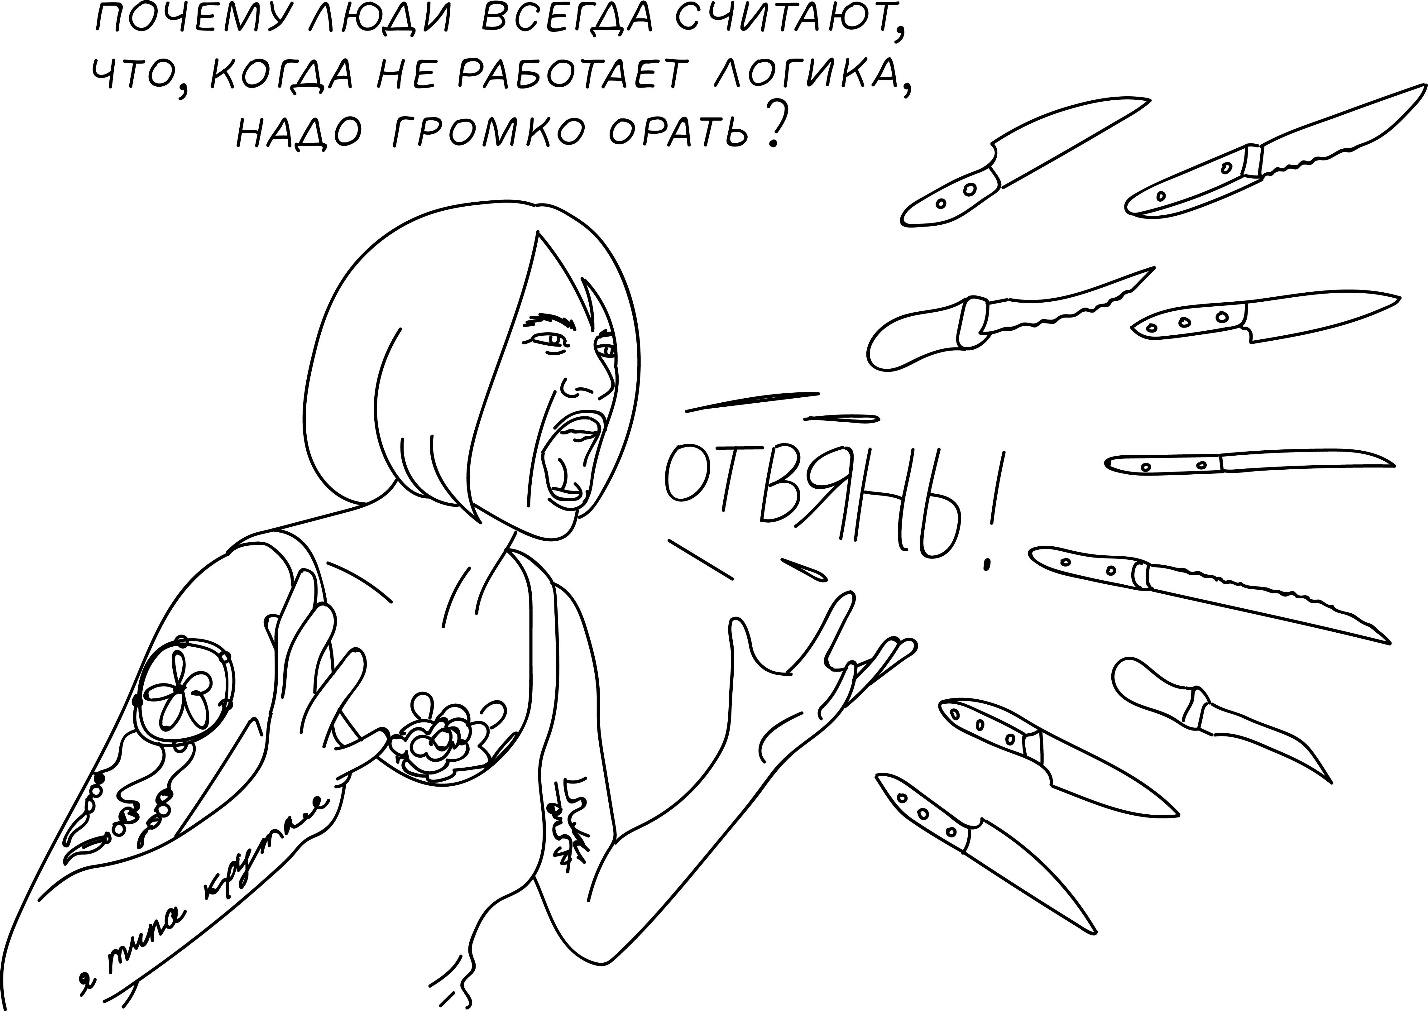 ПОЧЕМУ ЛЮДИ ВСЕГДА СЧИТАЮТ,
ЧТО, КОГДА НЕ РАБОТАЕТ ЛОГИКА,
НАДО ГРОМКО ОРАТЬ?
ОТВЯНЬ!
я типа крутая